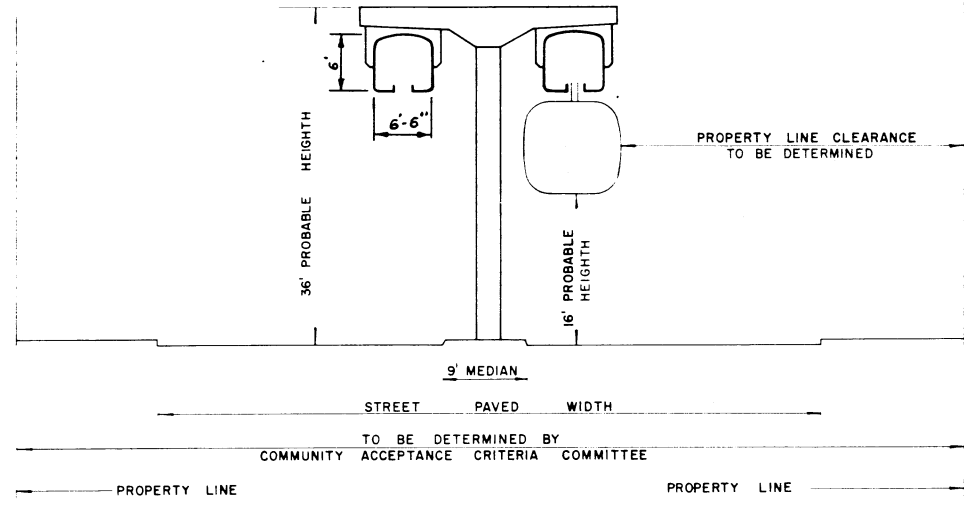 6'
6'-6"
36' PROBABLE HEIGHTH
PROPERTY LINE CLEARANCE
TO BE DETERMINED
16' PROBABLE
HEIGHTH
9' MEDIAN
STREET PAVED WIDTH
TO BE DETERMINED BY
COMMUNITY ACCEPTANCE CRITERIA COMMITTEE
PROPERTY LINE
PROPERTY LINE